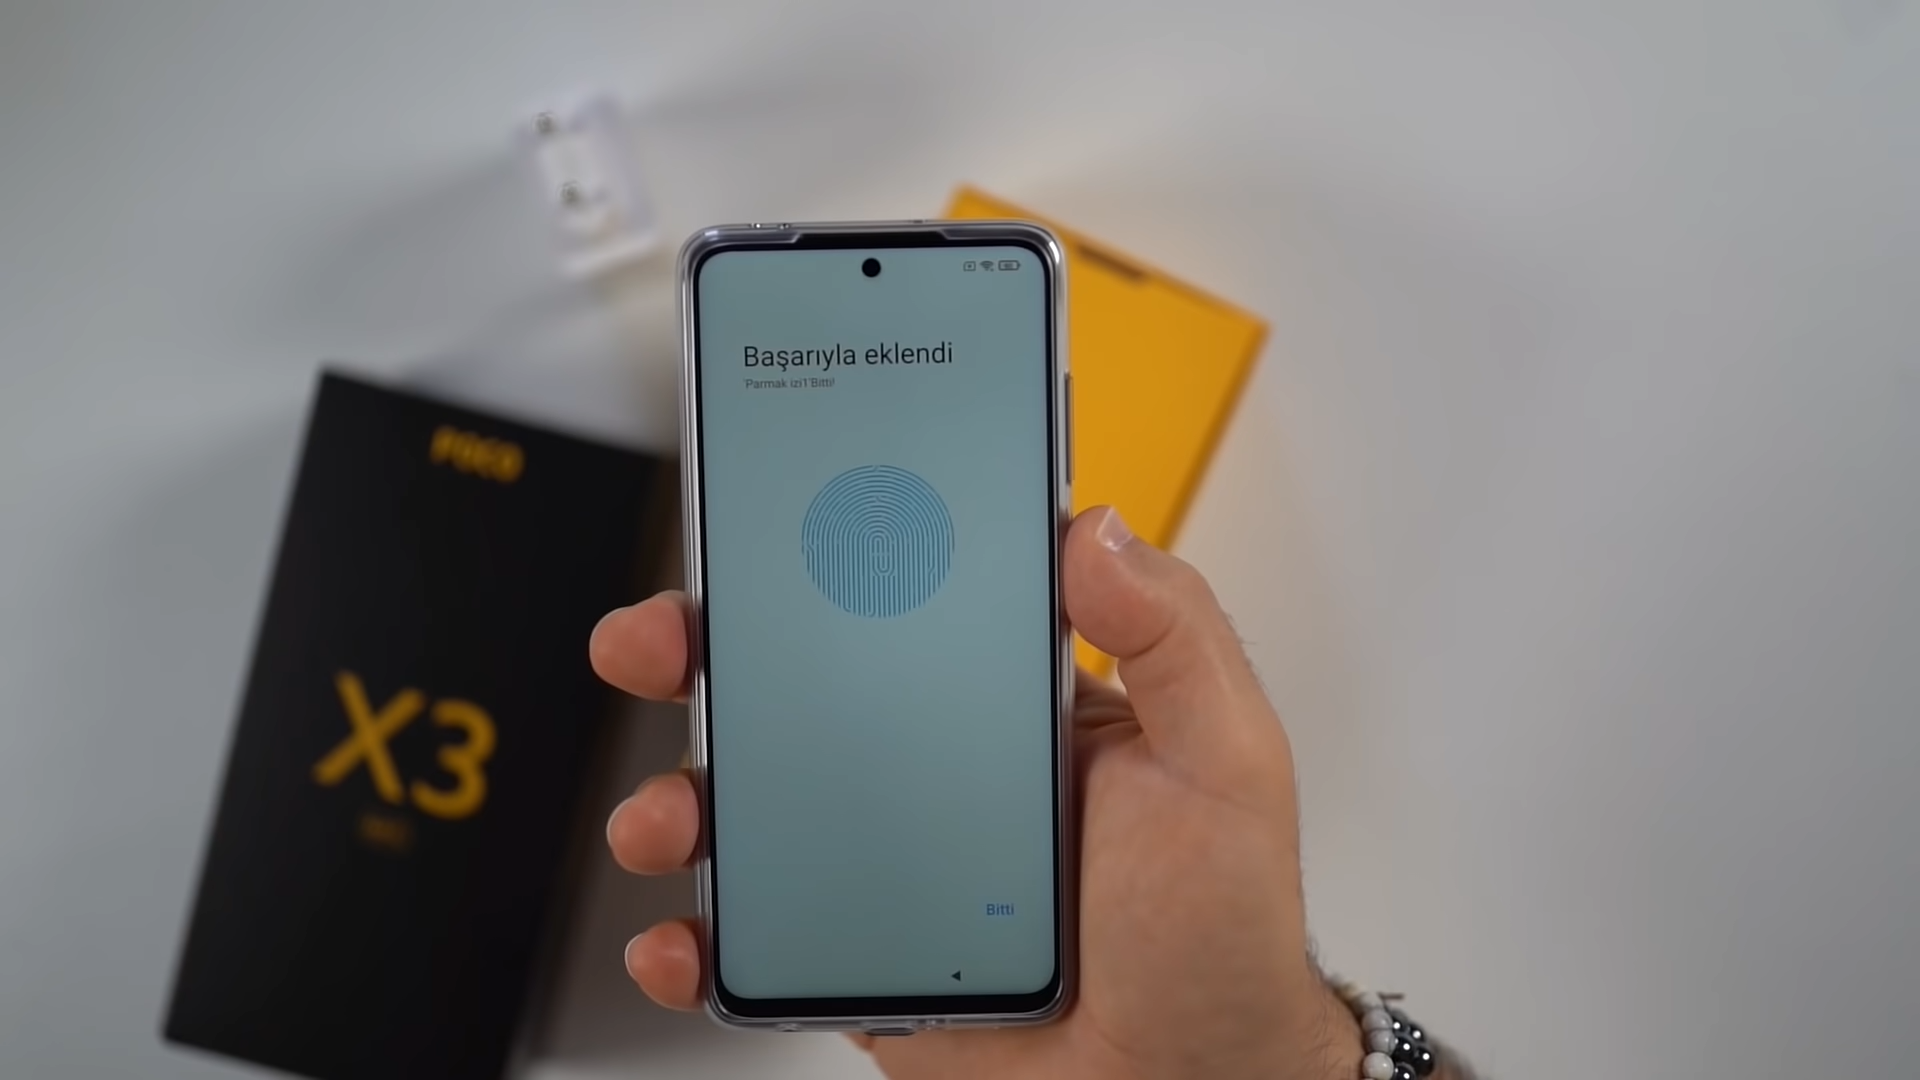 Başarıyla eklendi
'Parmak izi1'Bitti!
Bitti
POCO
X3